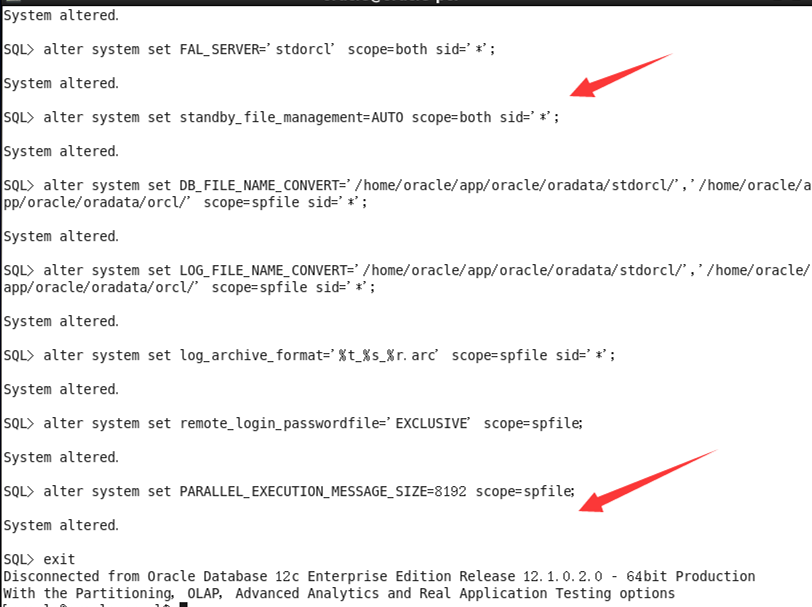 System altered.
SQL> alter system set FAL_SERVER='stdorcl' scope=both sid='*';
System altered.
SQL> alter system set standby_file_management=AUTO scope=both sid='*';
System altered.
SQL> alter system set DB_FILE_NAME_CONVERT='/home/oracle/app/oracle/oradata/stdorcl/','/home/oracle/a
pp/oracle/oradata/orcl/' scope=spfile sid='*';
System altered.
SQL> alter system set LOG_FILE_NAME_CONVERT='/home/oracle/app/oracle/oradata/stdorcl/','/home/oracle/
app/oracle/oradata/orcl/' scope=spfile sid='*';
System altered.
SQL> alter system set log_archive_format='%t_%s_%r.arc' scope=spfile sid='*';
System altered.
SQL> alter system set remote_login_passwordfile='EXCLUSIVE' scope=spfile;
System altered.
SQL> alter system set PARALLEL_EXECUTION_MESSAGE_SIZE=8192 scope=spfile;
System altered.
SQL> exit
Disconnected from Oracle Database 12c Enterprise Edition Release 12.1.0.2.0 - 64bit Production
With the Partitioning, OLAP, Advanced Analytics and Real Application Testing options